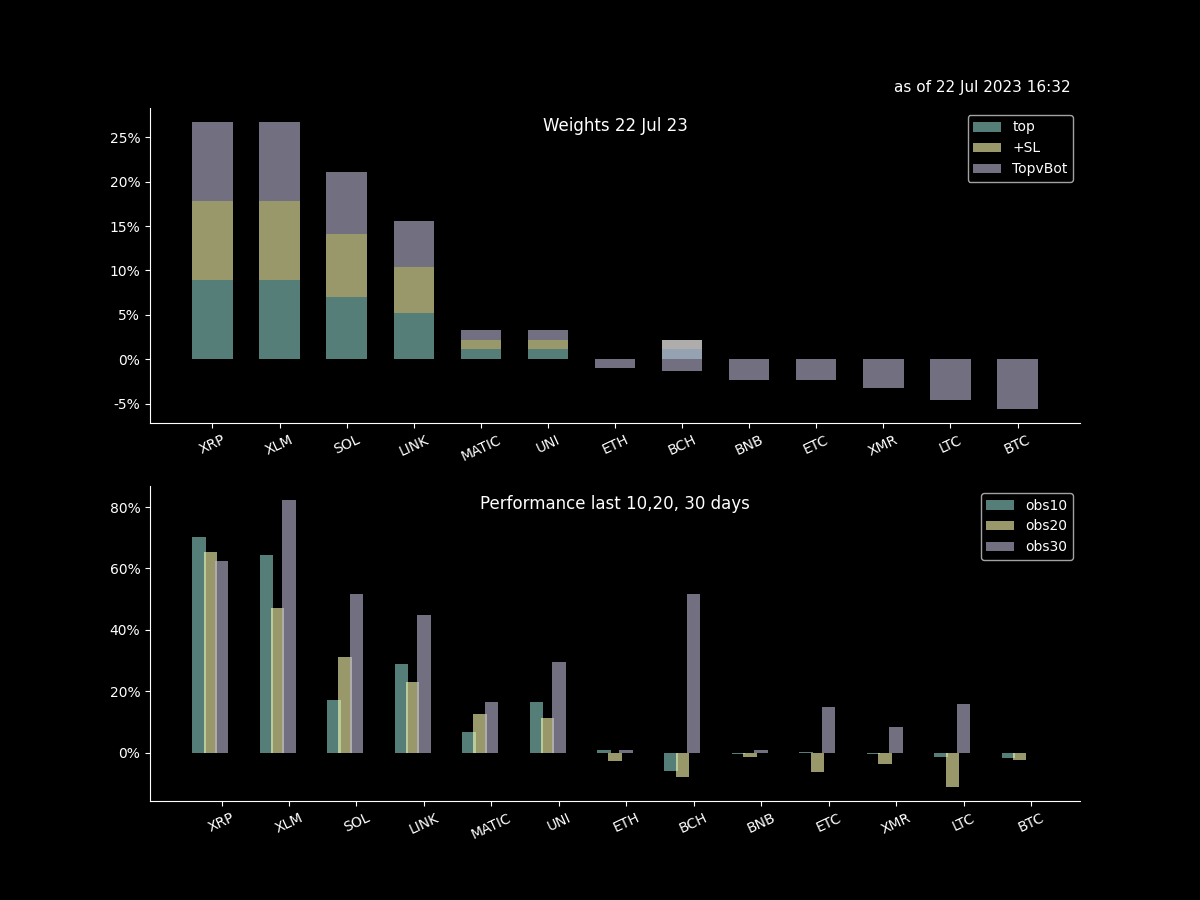 as of 22 Jul 2023 16:32
Weights 22 Jul 23
top
+SL
TopvBot
25%
20%
15%
10%
5%
0%
-5%
XRP XLM SOL LINK MATIC UNI ETH BCH BNB ETC XMR LTC BTC
Performance last 10,20, 30 days
obs10
obs20
obs30
80%
60%
40%
20%
0%
XRP XLM SOL LINK MATIC UNI ETH BCH BNB ETC XMR LTC BTC